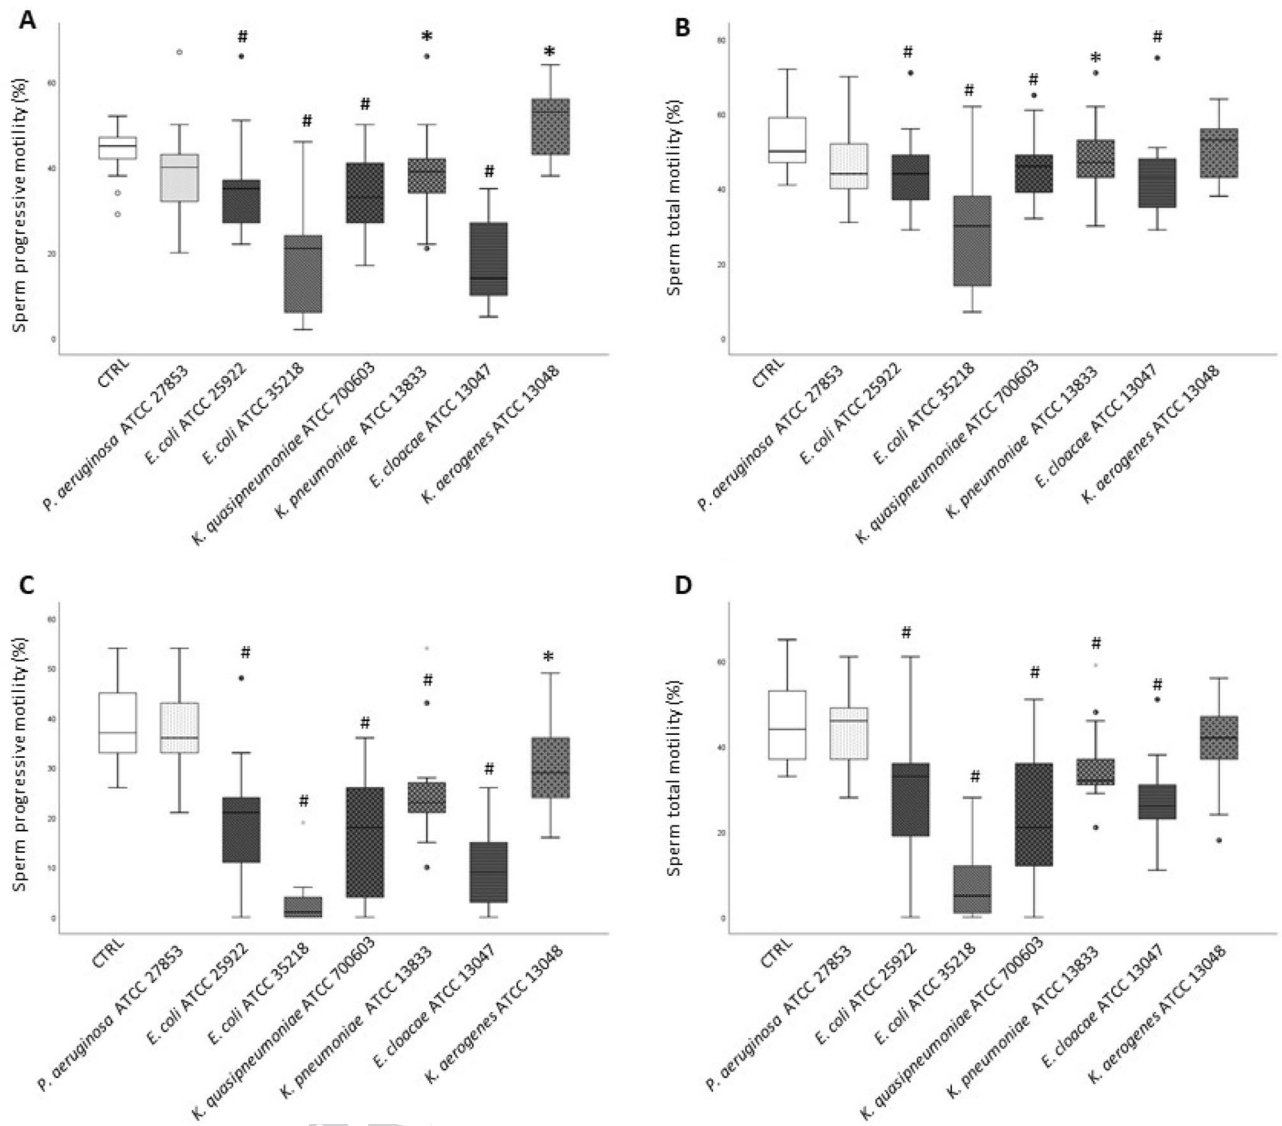 A
Sperm progressive motility (%)
60
40
20
0
#
#
#
*
#
*
CTRL
P. aeruginosa ATCC 27853
E. coli ATCC 25922
E. coli ATCC 35218
K. quasipneumoniae ATCC 700603
K. pneumoniae ATCC 13833
E. cloacae ATCC 13047
K. aerogenes ATCC 13048
B
Sperm total motility (%)
80
60
40
20
0
#
#
#
*
#
CTRL
P. aeruginosa ATCC 27853
E. coli ATCC 25922
E. coli ATCC 35218
K. quasipneumoniae ATCC 700603
K. pneumoniae ATCC 13833
E. cloacae ATCC 13047
K. aerogenes ATCC 13048
C
Sperm progressive motility (%)
60
50
40
30
20
10
0
#
#
#
#
#
*
CTRL
P. aeruginosa ATCC 27853
E. coli ATCC 25922
E. coli ATCC 35218
K. quasipneumoniae ATCC 700603
K. pneumoniae ATCC 13833
E. cloacae ATCC 13047
K. aerogenes ATCC 13048
D
Sperm total motility (%)
60
40
20
0
#
#
#
#
#
CTRL
P. aeruginosa ATCC 27853
E. coli ATCC 25922
E. coli ATCC 35218
K. quasipneumoniae ATCC 700603
K. pneumoniae ATCC 13833
E. cloacae ATCC 13047
K. aerogenes ATCC 13048